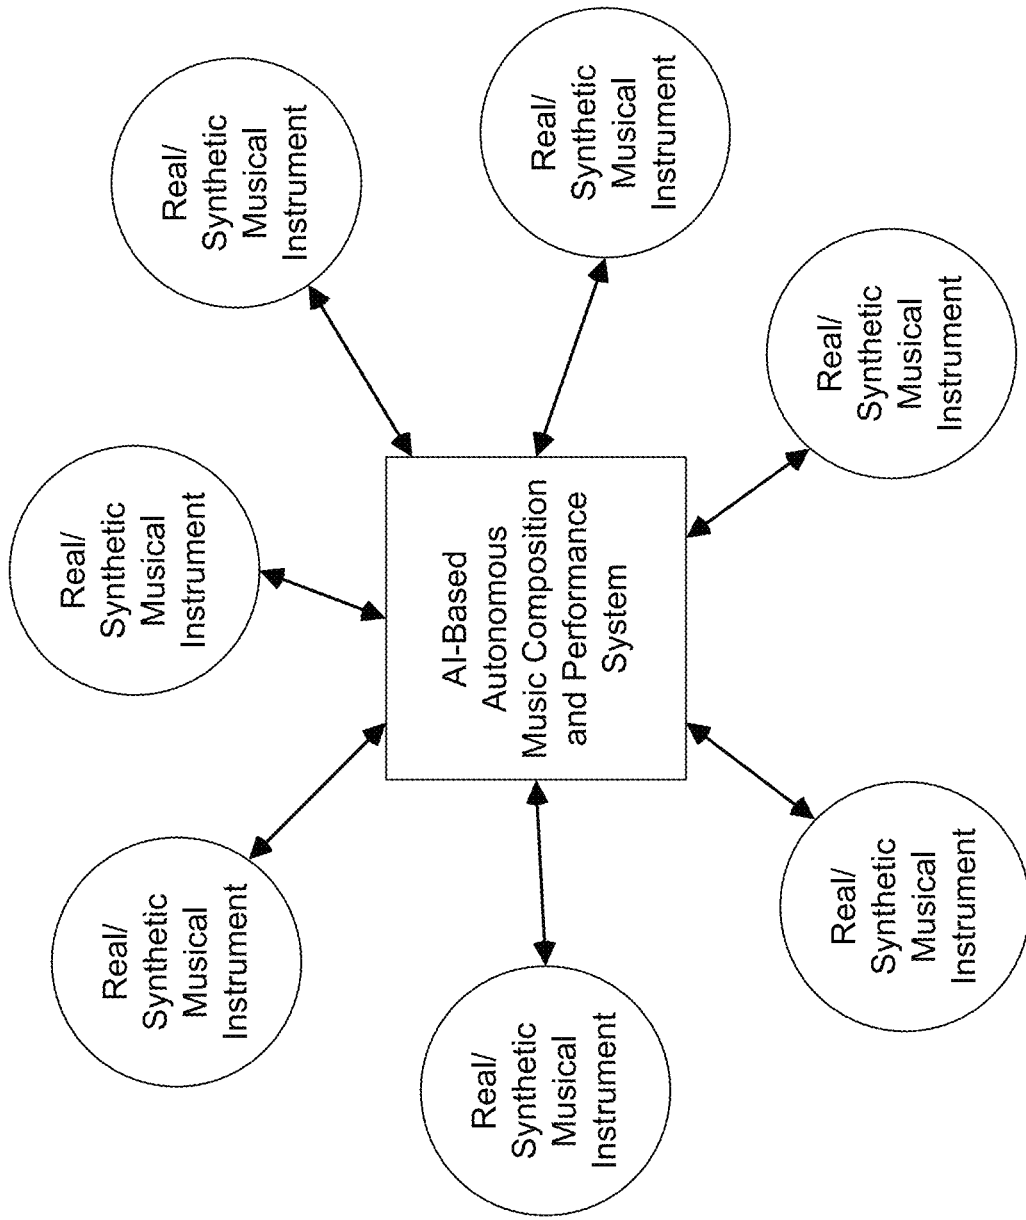 Real/
Synthetic
Musical
Instrument
Real/
Synthetic
Musical
Instrument
Real/
Synthetic
Musical
Instrument
Real/
Synthetic
Musical
Instrument
AI-Based
Autonomous
Music Composition
and Performance
System
Real/
Synthetic
Musical
Instrument
Real/
Synthetic
Musical
Instrument
Real/
Synthetic
Musical
Instrument